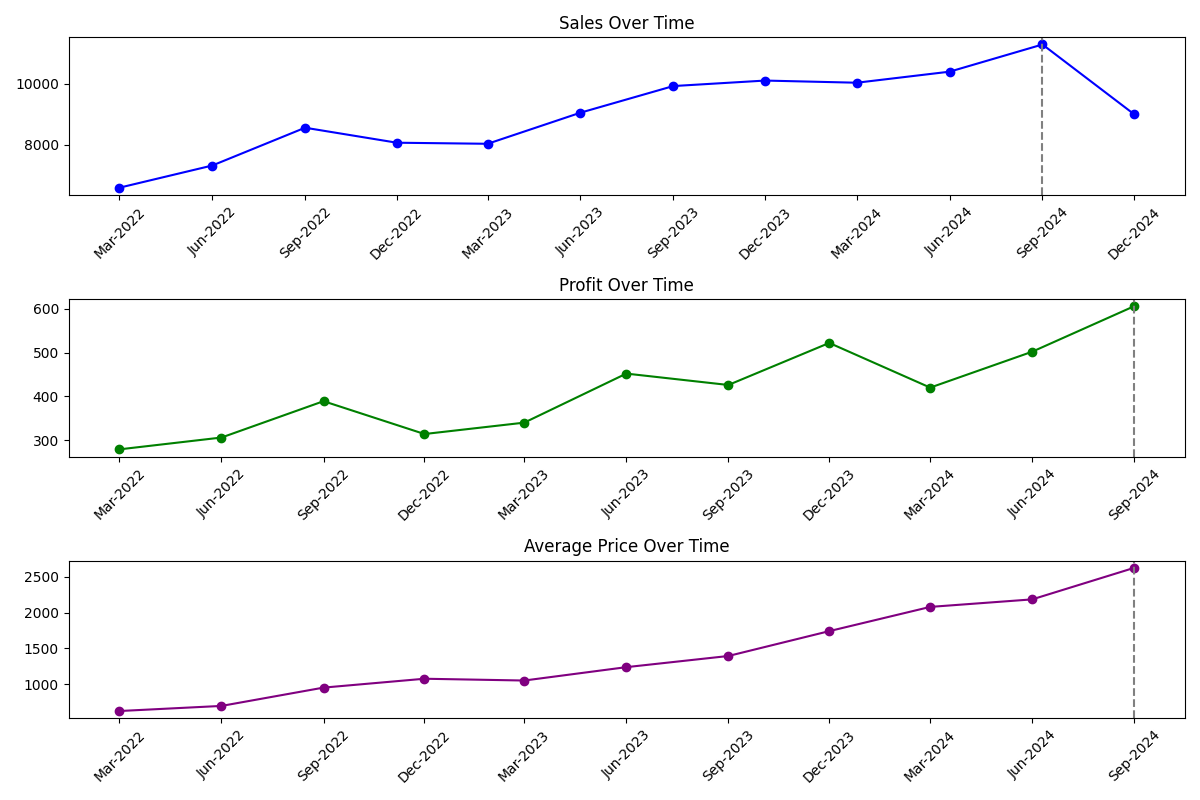 Sales Over Time
10000
8000
Mar-2022 Jun-2022 Sep-2022 Dec-2022 Mar-2023 Jun-2023 Sep-2023 Dec-2023 Mar-2024 Jun-2024 Sep-2024 Dec-2024
Profit Over Time
600
500
400
300
Mar-2022 Jun-2022 Sep-2022 Dec-2022 Mar-2023 Jun-2023 Sep-2023 Dec-2023 Mar-2024 Jun-2024 Sep-2024
Average Price Over Time
2500
2000
1500
1000
Mar-2022 Jun-2022 Sep-2022 Dec-2022 Mar-2023 Jun-2023 Sep-2023 Dec-2023 Mar-2024 Jun-2024 Sep-2024